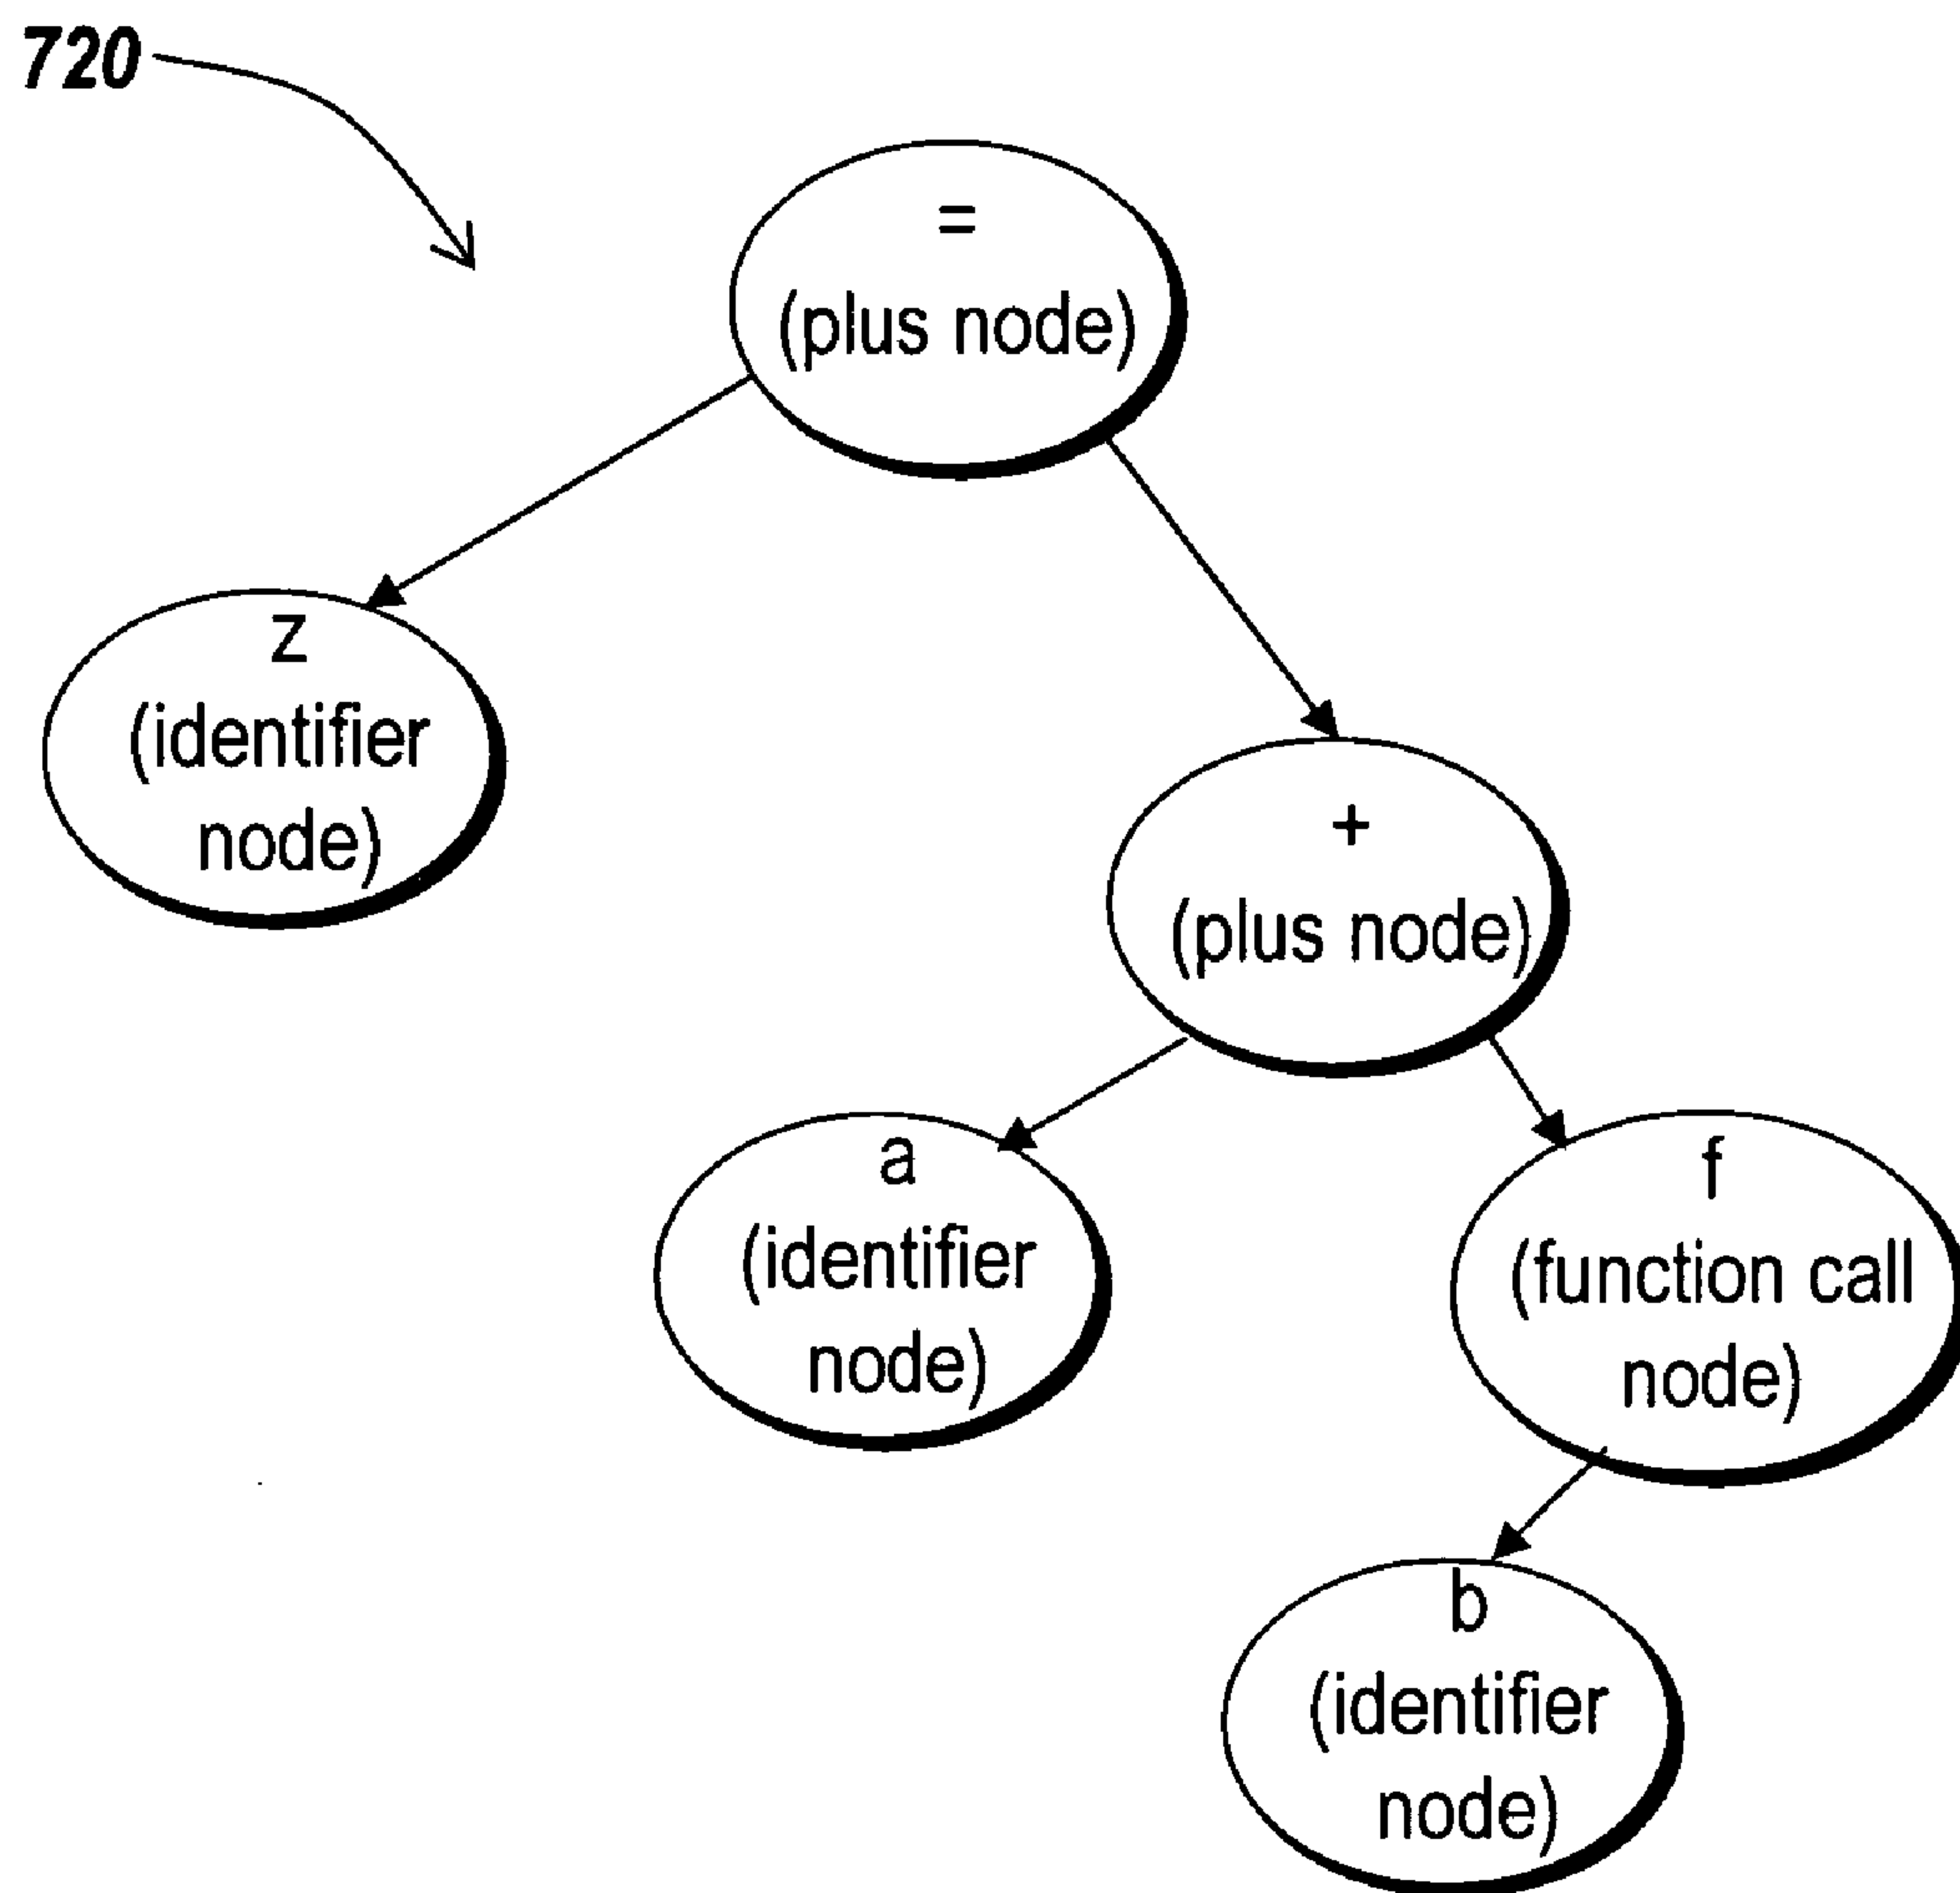 720
=
(plus node)
z
(identifier
node)
+
(plus node)
a
(identifier
node)
f
(function call
node)
b
(identifier
node)